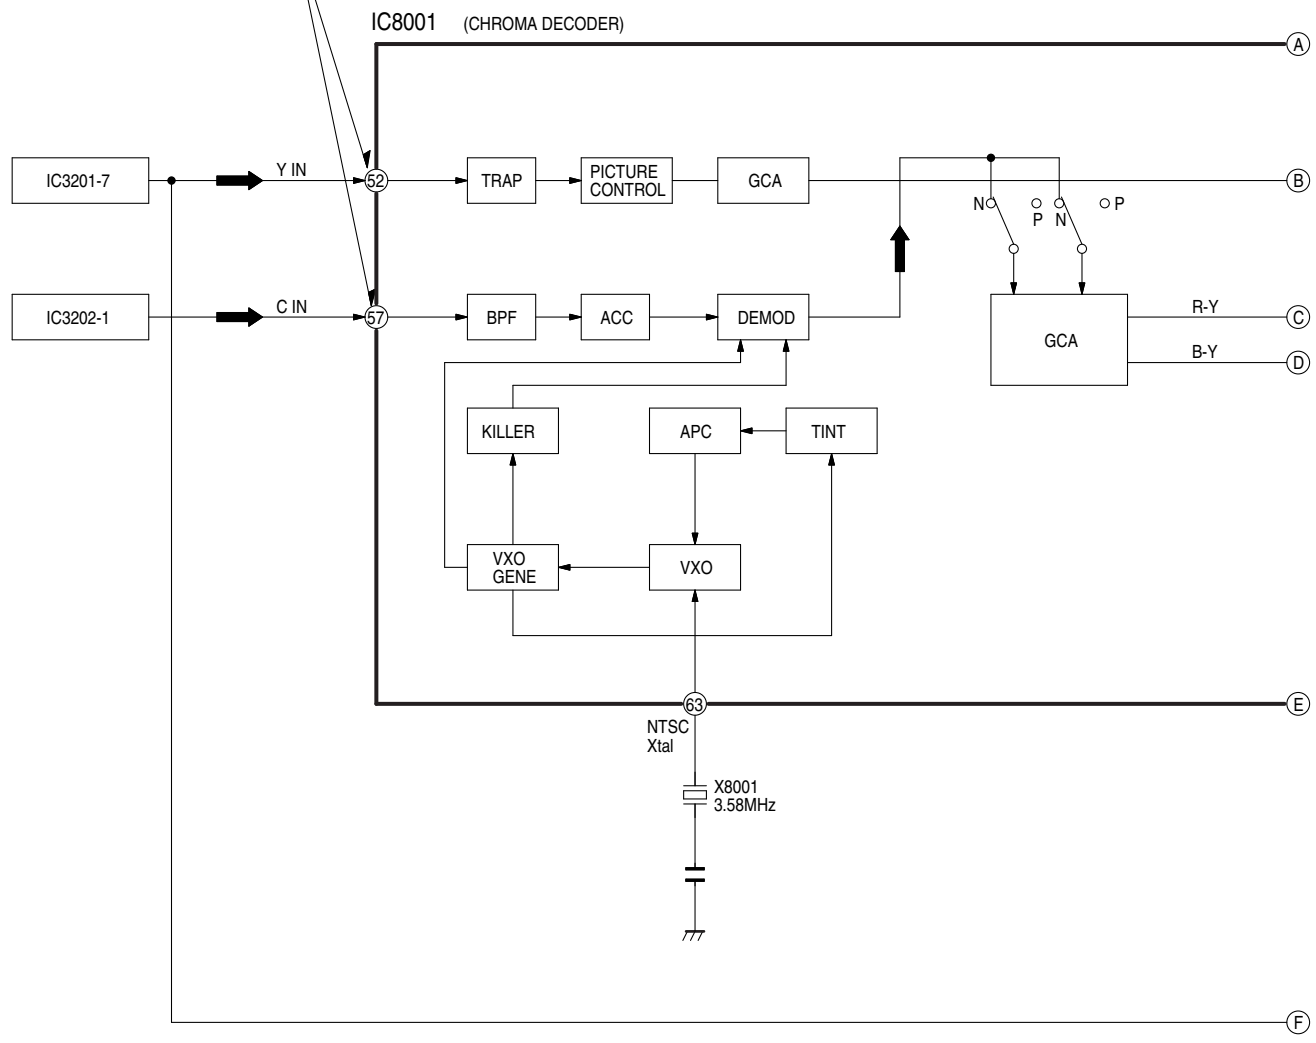 IC8001 (CHROMA DECODER)
A
IC3201-7
Y IN
52
TRAP
PICTURE
CONTROL
GCA
B
N
P
N
P
IC3202-1
C IN
57
BPF
ACC
DEMOD
GCA
R-Y
C
B-Y
D
KILLER
APC
TINT
VXO
GENE
VXO
63
E
NTSC
Xtal
X8001
3.58MHz
F